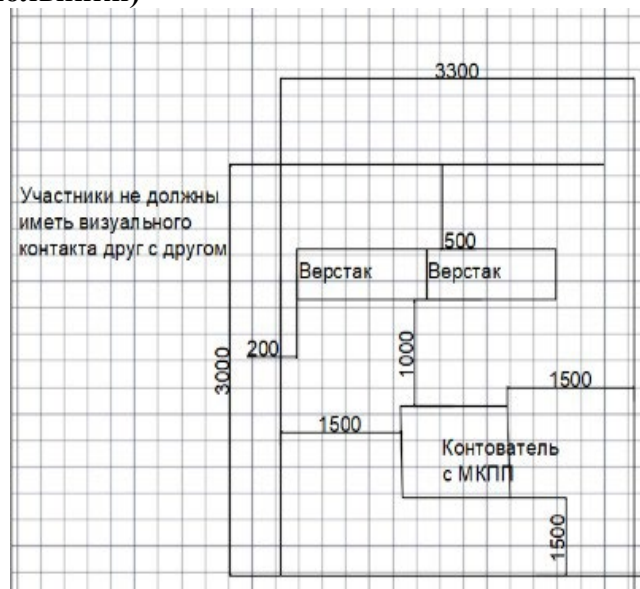 3300
Участники не должны
иметь визуального
контакта друг с другом
500
Верстак
Верстак
200
3000
1000
1500
1500
Контователь
с МКПП
1500